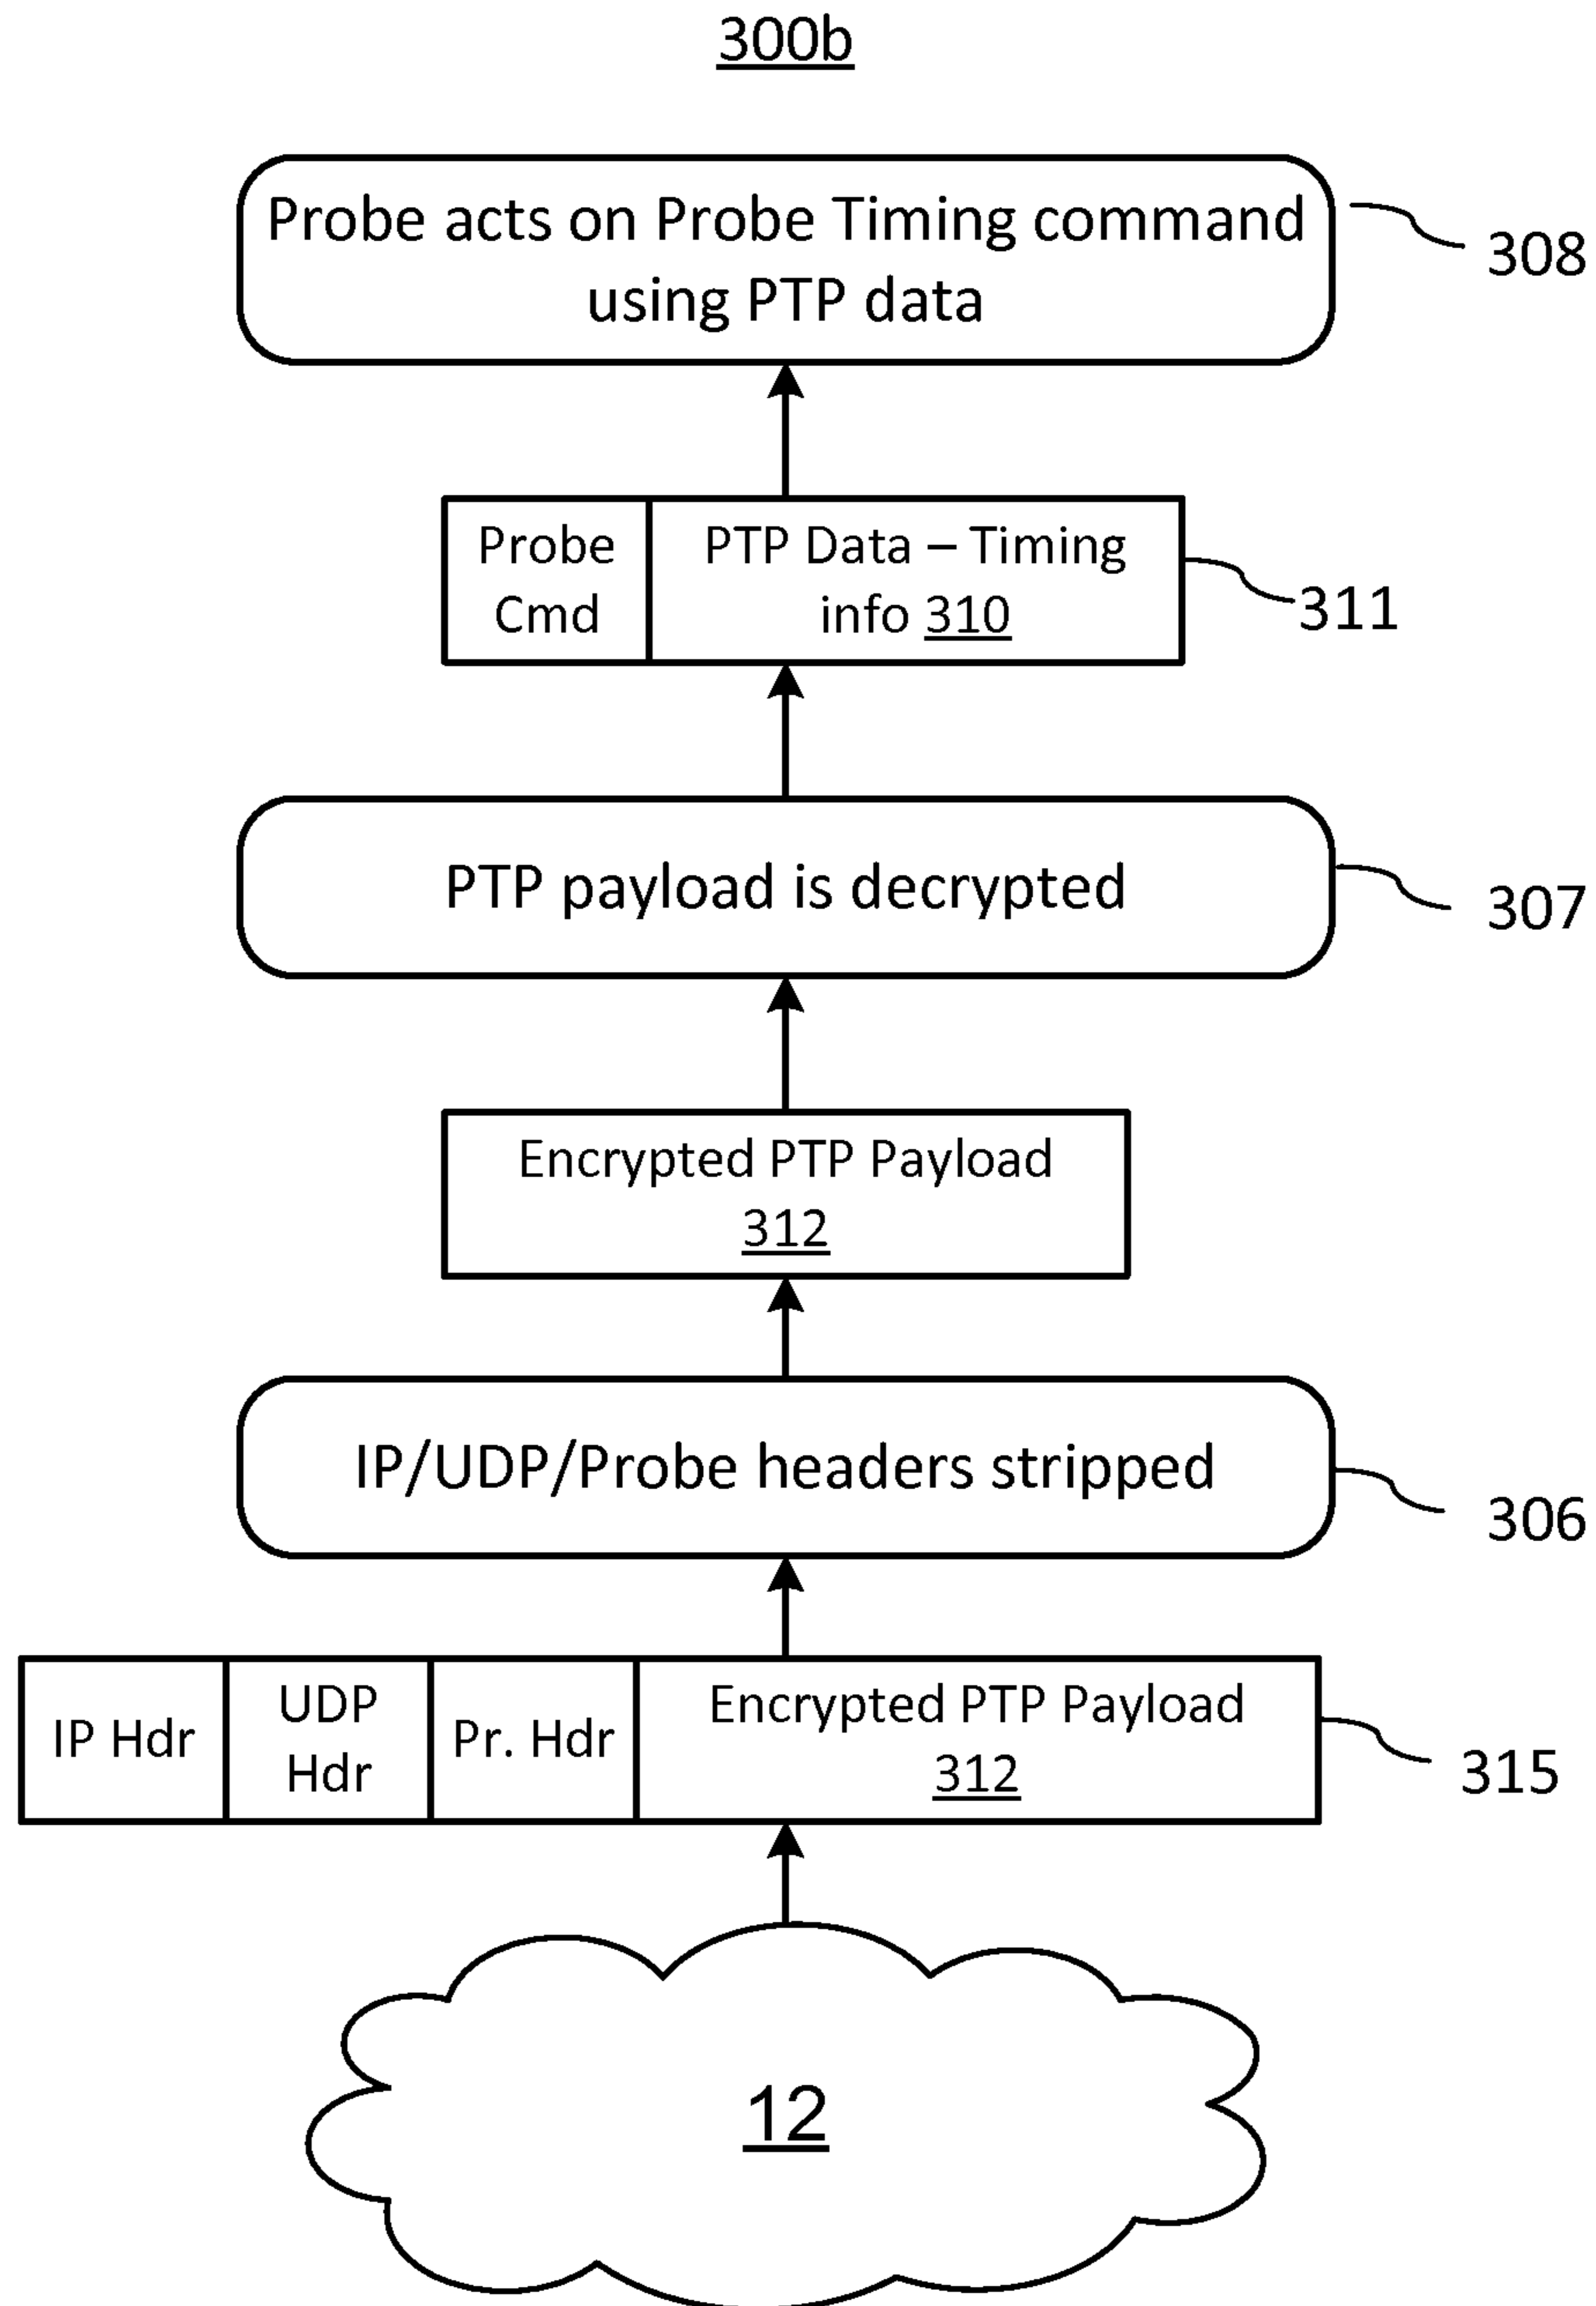 300b
Probe acts on Probe Timing command
using PTP data
308
Probe
Cmd
PTP Data – Timing
info 310
311
PTP payload is decrypted
307
Encrypted PTP Payload
312
IP/UDP/Probe headers stripped
306
IP Hdr
UDP
Hdr
Pr. Hdr
Encrypted PTP Payload
312
315
12